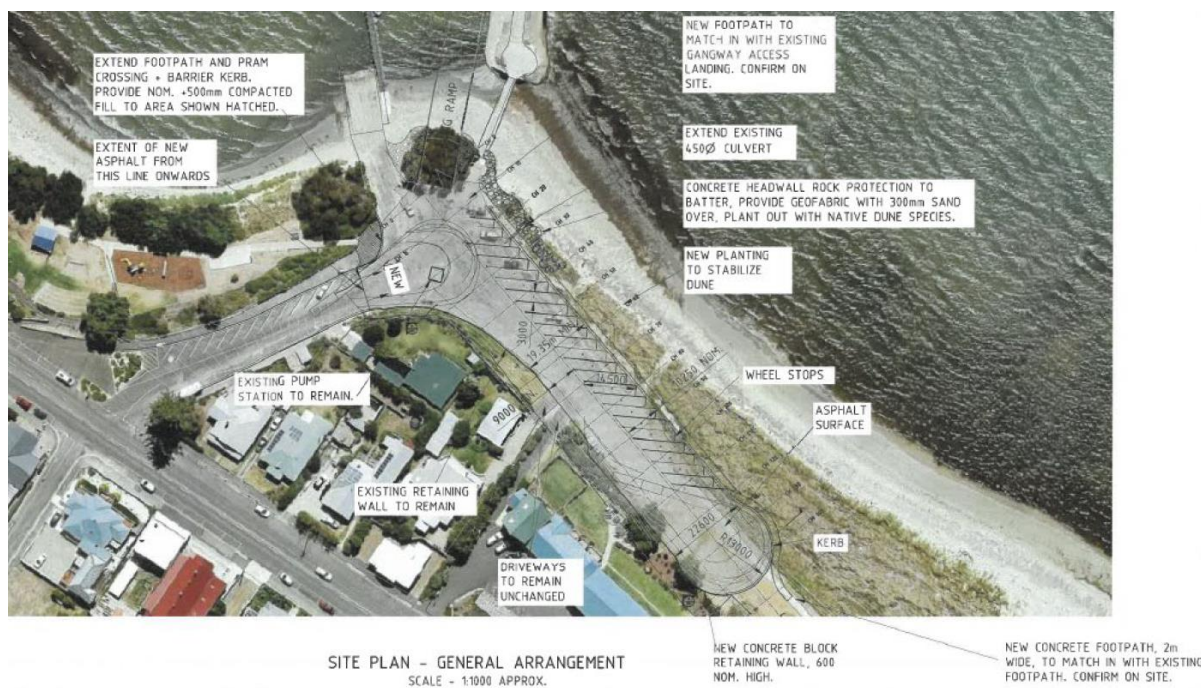 EXTEND FOOTPATH AND PRAM
CROSSING + BARRIER KERB.
PROVIDE NOM. +500mm COMPACTED
FILL TO AREA SHOWN HATCHED.
EXTENT OF NEW
ASPHALT FROM
THIS LINE ONWARDS
RAMP
NEW FOOTPATH TO
MATCH IN WITH EXISTING
GANGWAY ACCESS
LANDING. CONFIRM ON
SITE.
EXTEND EXISTING
450Ø CULVERT
CONCRETE HEADWALL ROCK PROTECTION TO
BATTER, PROVIDE GEOFABRIC WITH 300mm SAND
OVER, PLANT OUT WITH NATIVE DUNE SPECIES.
NEW PLANTING
TO STABILIZE
DUNE
NEW
3000
EXISTING PUMP
STATION TO REMAIN.
9000
WHEEL STOPS
ASPHALT
SURFACE
EXISTING RETAINING
WALL TO REMAIN
22600
R13000
KERB
DRIVEWAYS
TO REMAIN
UNCHANGED
SITE PLAN - GENERAL ARRANGEMENT
SCALE - 1:1000 APPROX.
NEW CONCRETE BLOCK
RETAINING WALL, 600
NOM. HIGH.
NEW CONCRETE FOOTPATH, 2m
WIDE, TO MATCH IN WITH EXISTING
FOOTPATH. CONFIRM ON SITE.